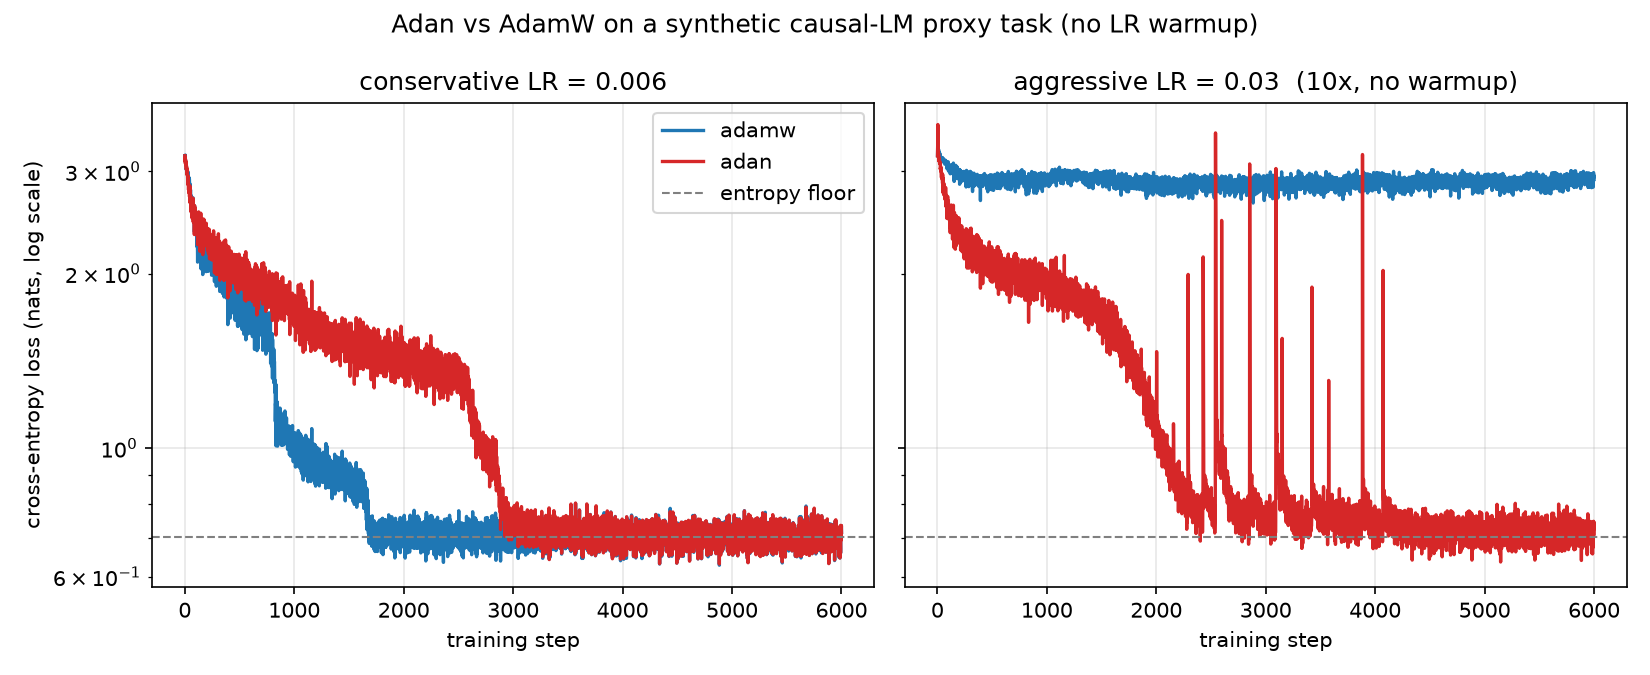 Adan vs AdamW on a synthetic causal-LM proxy task (no LR warmup)
conservative LR = 0.006
cross-entropy loss (nats, log scale)
3 × 10⁰
2 × 10⁰
10⁰
6 × 10⁻¹
adamw
adan
entropy floor
0 1000 2000 3000 4000 5000 6000
training step
aggressive LR = 0.03 (10x, no warmup)
0 1000 2000 3000 4000 5000 6000
training step